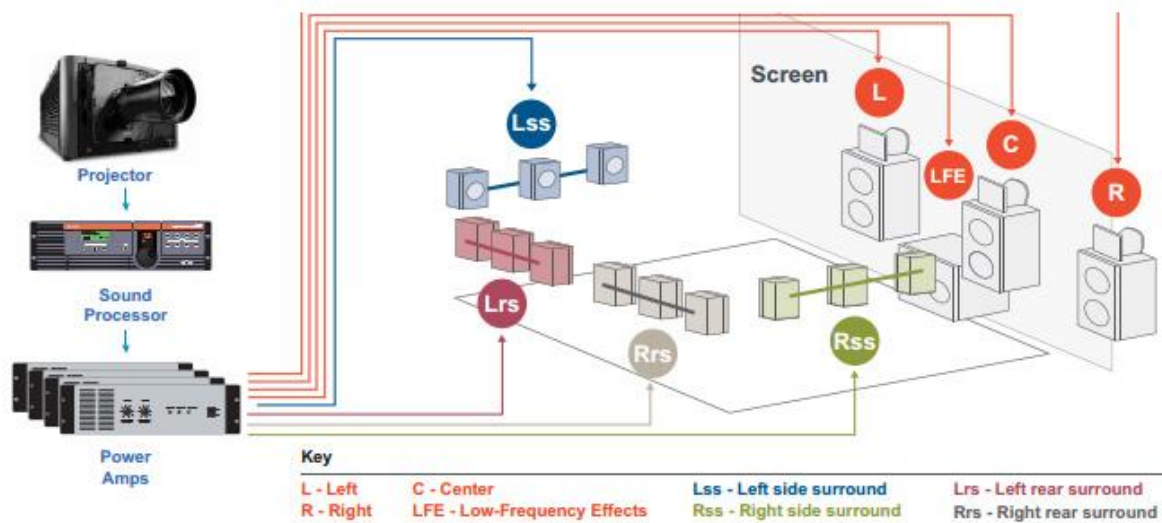 Screen
L
Lss
C
LFE
R
Projector
Sound
Processor
Lrs
Rrs
Rss
Power
Amps
Key
L - Left
C - Center
Lss - Left side surround
Lrs - Left rear surround
R - Right
LFE - Low-Frequency Effects
Rss - Right side surround
Rrs - Right rear surround